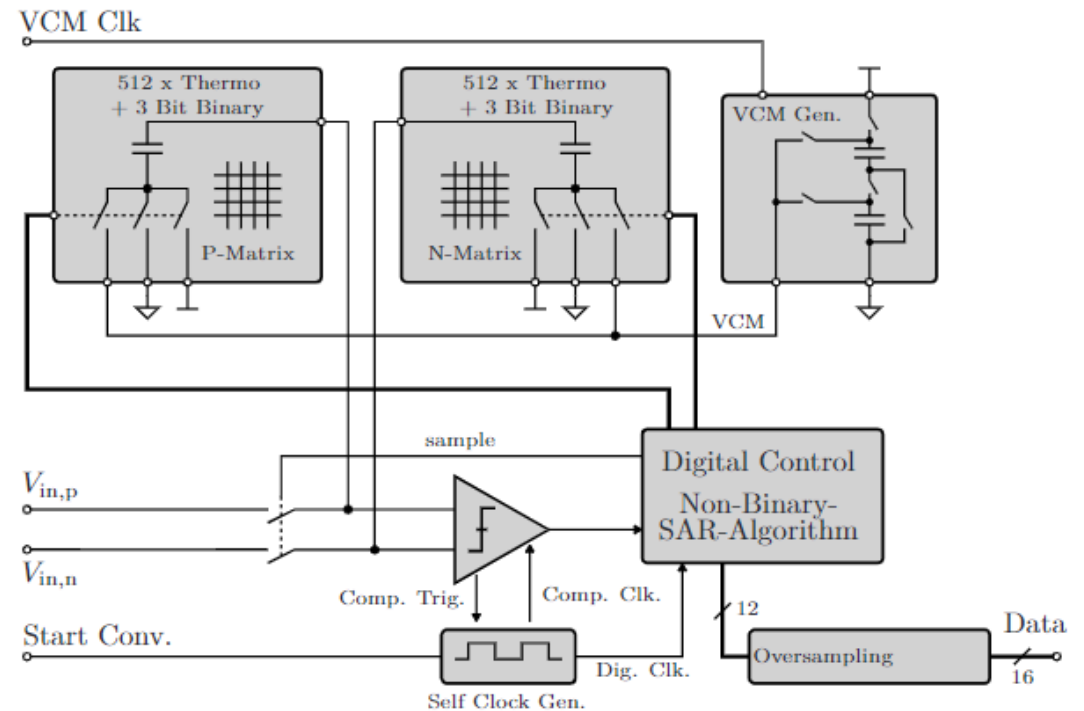 VCM Clk
512 x Thermo
+ 3 Bit Binary
P-Matrix
512 x Thermo
+ 3 Bit Binary
N-Matrix
VCM Gen.
VCM
sample
Digital Control
Non-Binary-
SAR-Algorithm
Vin,p
Vin,n
Comp. Trig.
Comp. Clk.
Start Conv.
Dig. Clk.
Self Clock Gen.
12
Oversampling
Data
16